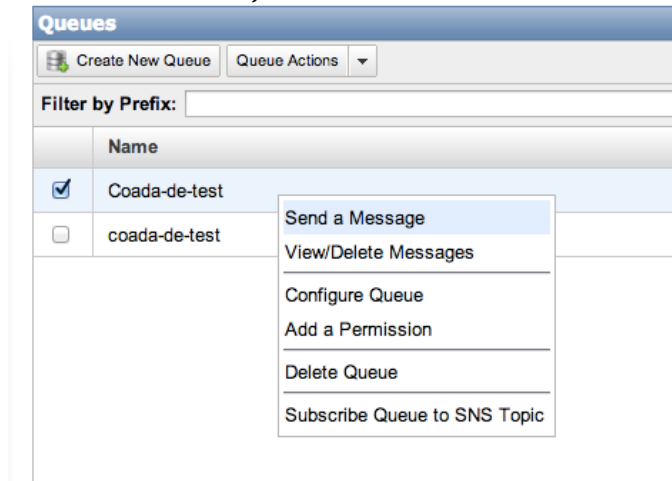 Queues
Create New Queue Queue Actions
Filter by Prefix:
Name
Coada-de-test
coada-de-test
Send a Message
View/Delete Messages
Configure Queue
Add a Permission
Delete Queue
Subscribe Queue to SNS Topic